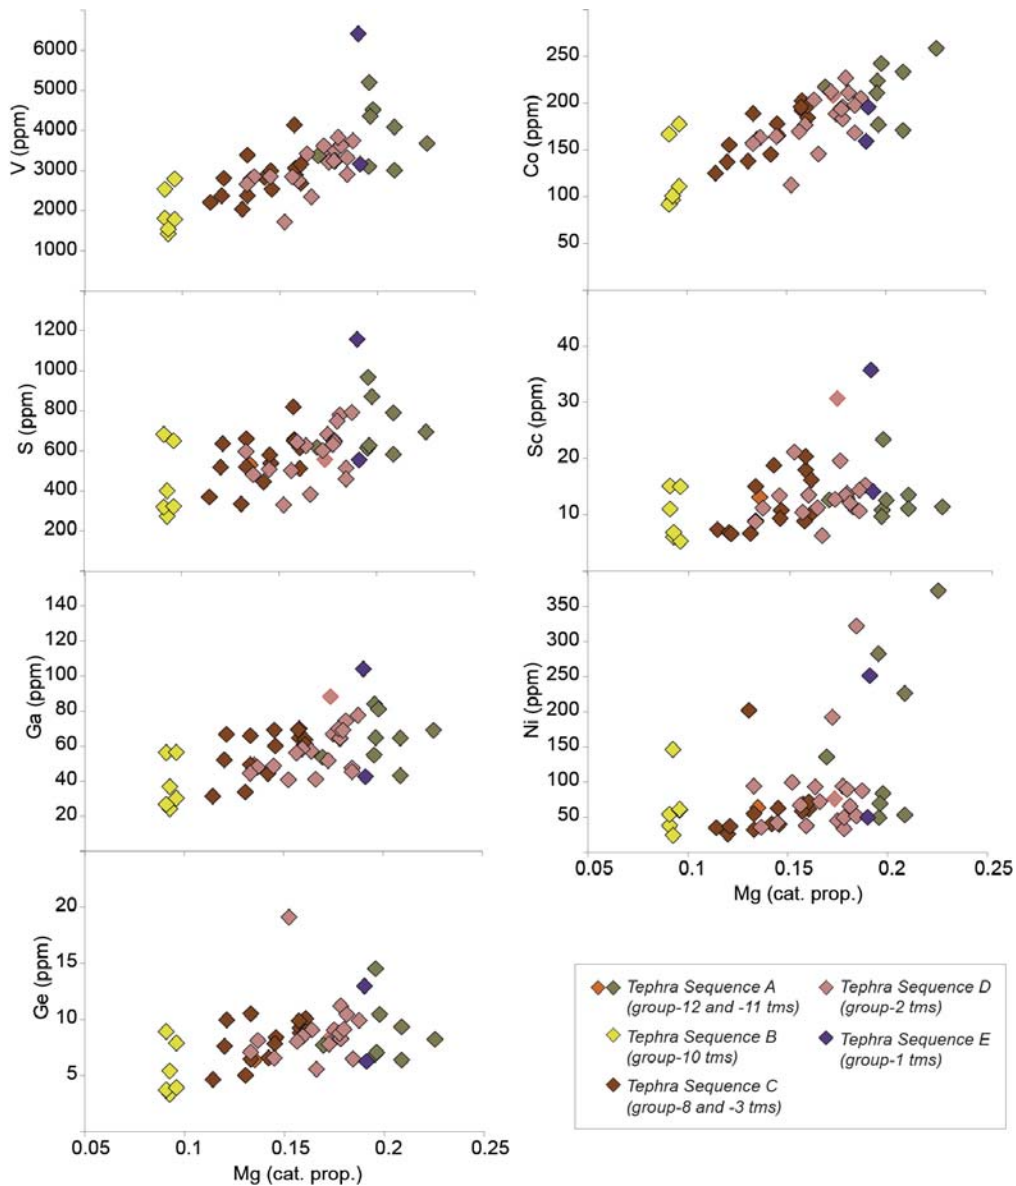 6000
5000
4000
3000
2000
1000
V (ppm)
250
200
150
100
50
Co (ppm)
1200
1000
800
600
400
200
S (ppm)
40
30
20
10
Sc (ppm)
140
120
100
80
60
40
20
Ga (ppm)
350
300
250
200
150
100
50
Ni (ppm)
0.05
0.1
0.15
0.2
0.25
Mg (cat. prop.)
20
15
10
5
Ge (ppm)
0.05
0.1
0.15
0.2
0.25
Mg (cat. prop.)
Tephra Sequence A
(group-12 and -11 tms)
Tephra Sequence B
(group-10 tms)
Tephra Sequence C
(group-8 and -3 tms)
Tephra Sequence D
(group-2 tms)
Tephra Sequence E
(group-1 tms)